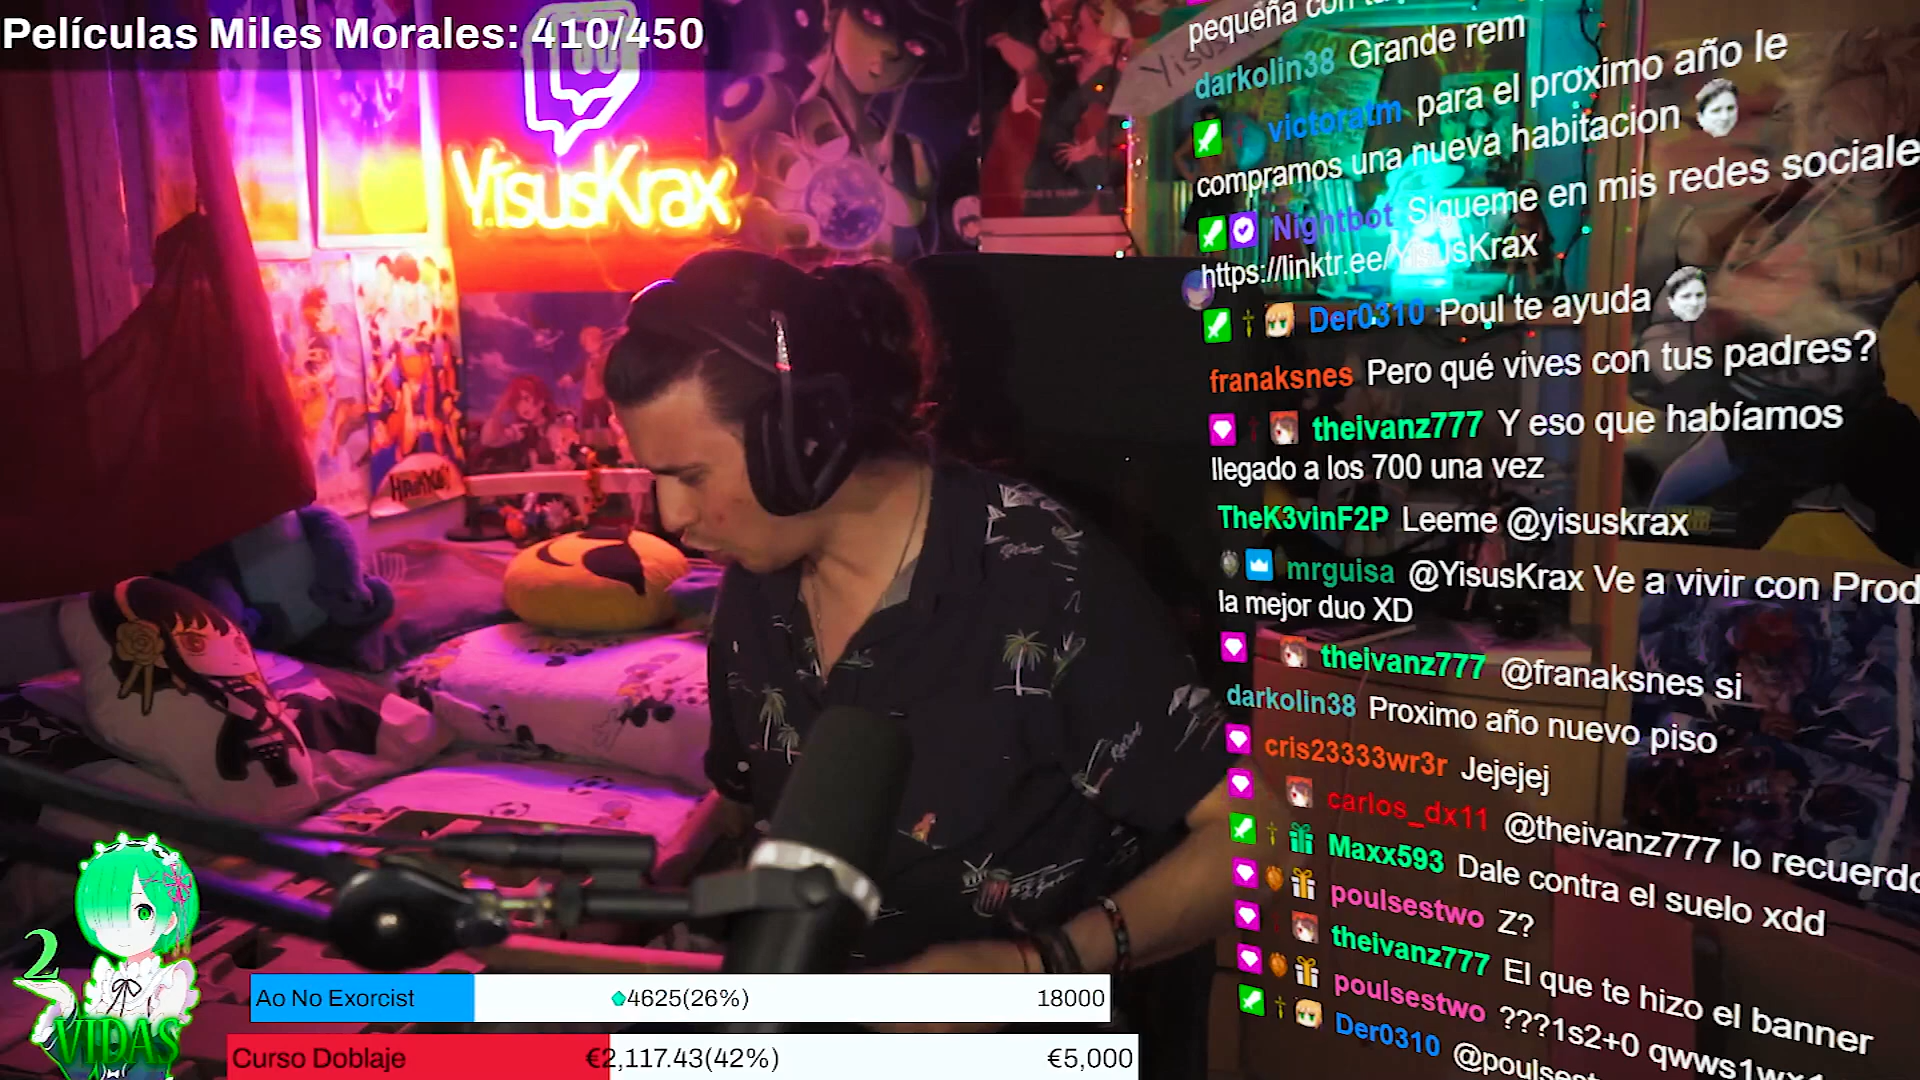 Películas Miles Morales: 410/450
YisusKrax
HAIKYU!!
pequeña con
darkolin38 Grande rem
victoratm para el proximo año le
compramos una nueva habitacion
Nightbot Sigueme en mis redes sociale
https://linktr.ee/YisusKrax
Der0310 Poul te ayuda
franaksnes Pero qué vives con tus padres?
theivanz777 Y eso que habíamos
llegado a los 700 una vez
TheK3vinF2P Leeme @yisuskrax
mrguisa @YisusKrax Ve a vivir con Prod
la mejor duo XD
theivanz777 @franaksnes si
darkolin38 Proximo año nuevo piso
cris23333wr3r Jejejej
carlos_dx11 @theivanz777 lo recuerdo
Maxx593 Dale contra el suelo xdd
poulsestwo Z?
theivanz777 El que te hizo el banner
poulsestwo ???1s2+0
Der0310 @poulsest
2
VIDAS
Ao No Exorcist 4625(26%) 18000
Curso Doblaje €2,117.43(42%) €5,000